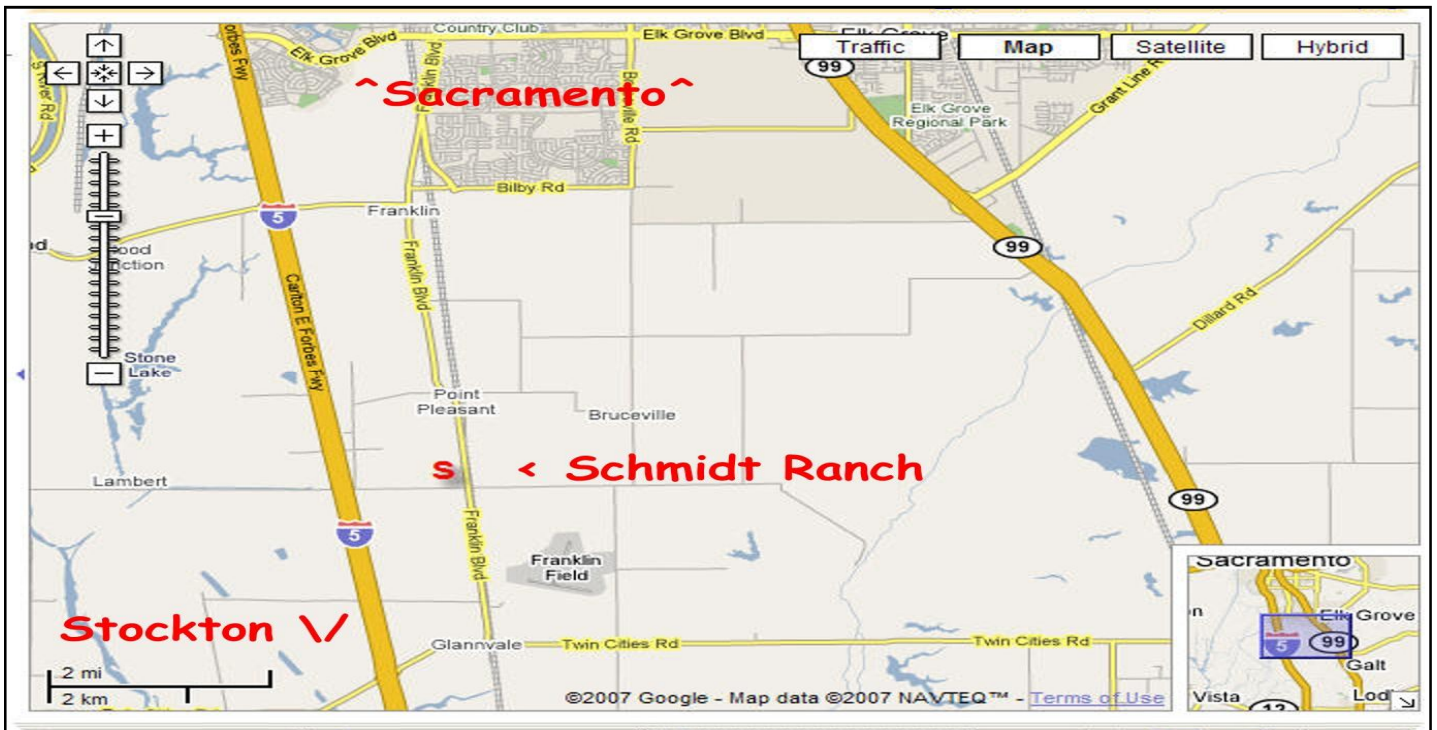 Country Club
Elk Grove Blvd
Elk Grove
Elk Grove Blvd
Traffic
Map
Satellite
Hybrid
Forbes Fwy
Franklin Blvd
Bruceville Rd
99
Grant Line R
g River Rd
^Sacramento^
Elk Grove
Regional Park
Bilby Rd
5
Franklin
99
Franklin Blvd
Carlton E Forbes Fwy
Dillard Rd
Stone
Lake
Point
Pleasant
Bruceville
S < Schmidt Ranch
Lambert
99
5
Franklin Blvd
Franklin
Field
Sacramento
Elk Grove
5
99
Galt
Vista
Lodi
12
Stockton \/
Glannvale
Twin Cities Rd
Twin Cities Rd
2 mi
2 km
©2007 Google - Map data ©2007 NAVTEQ™ - Terms of Use